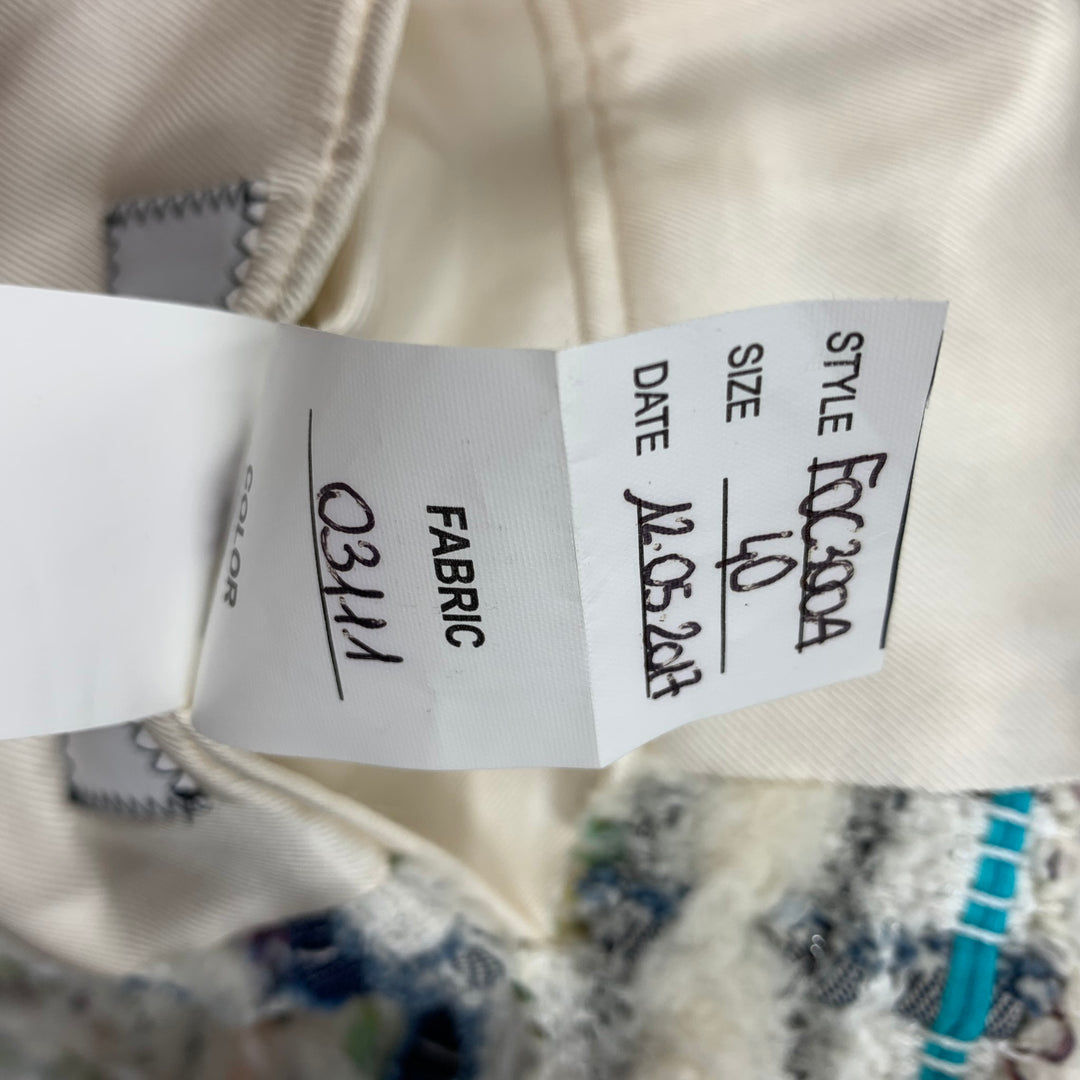 STYLE FOC300A
SIZE 40
DATE 12.05.2017
FABRIC
03111
COLOR